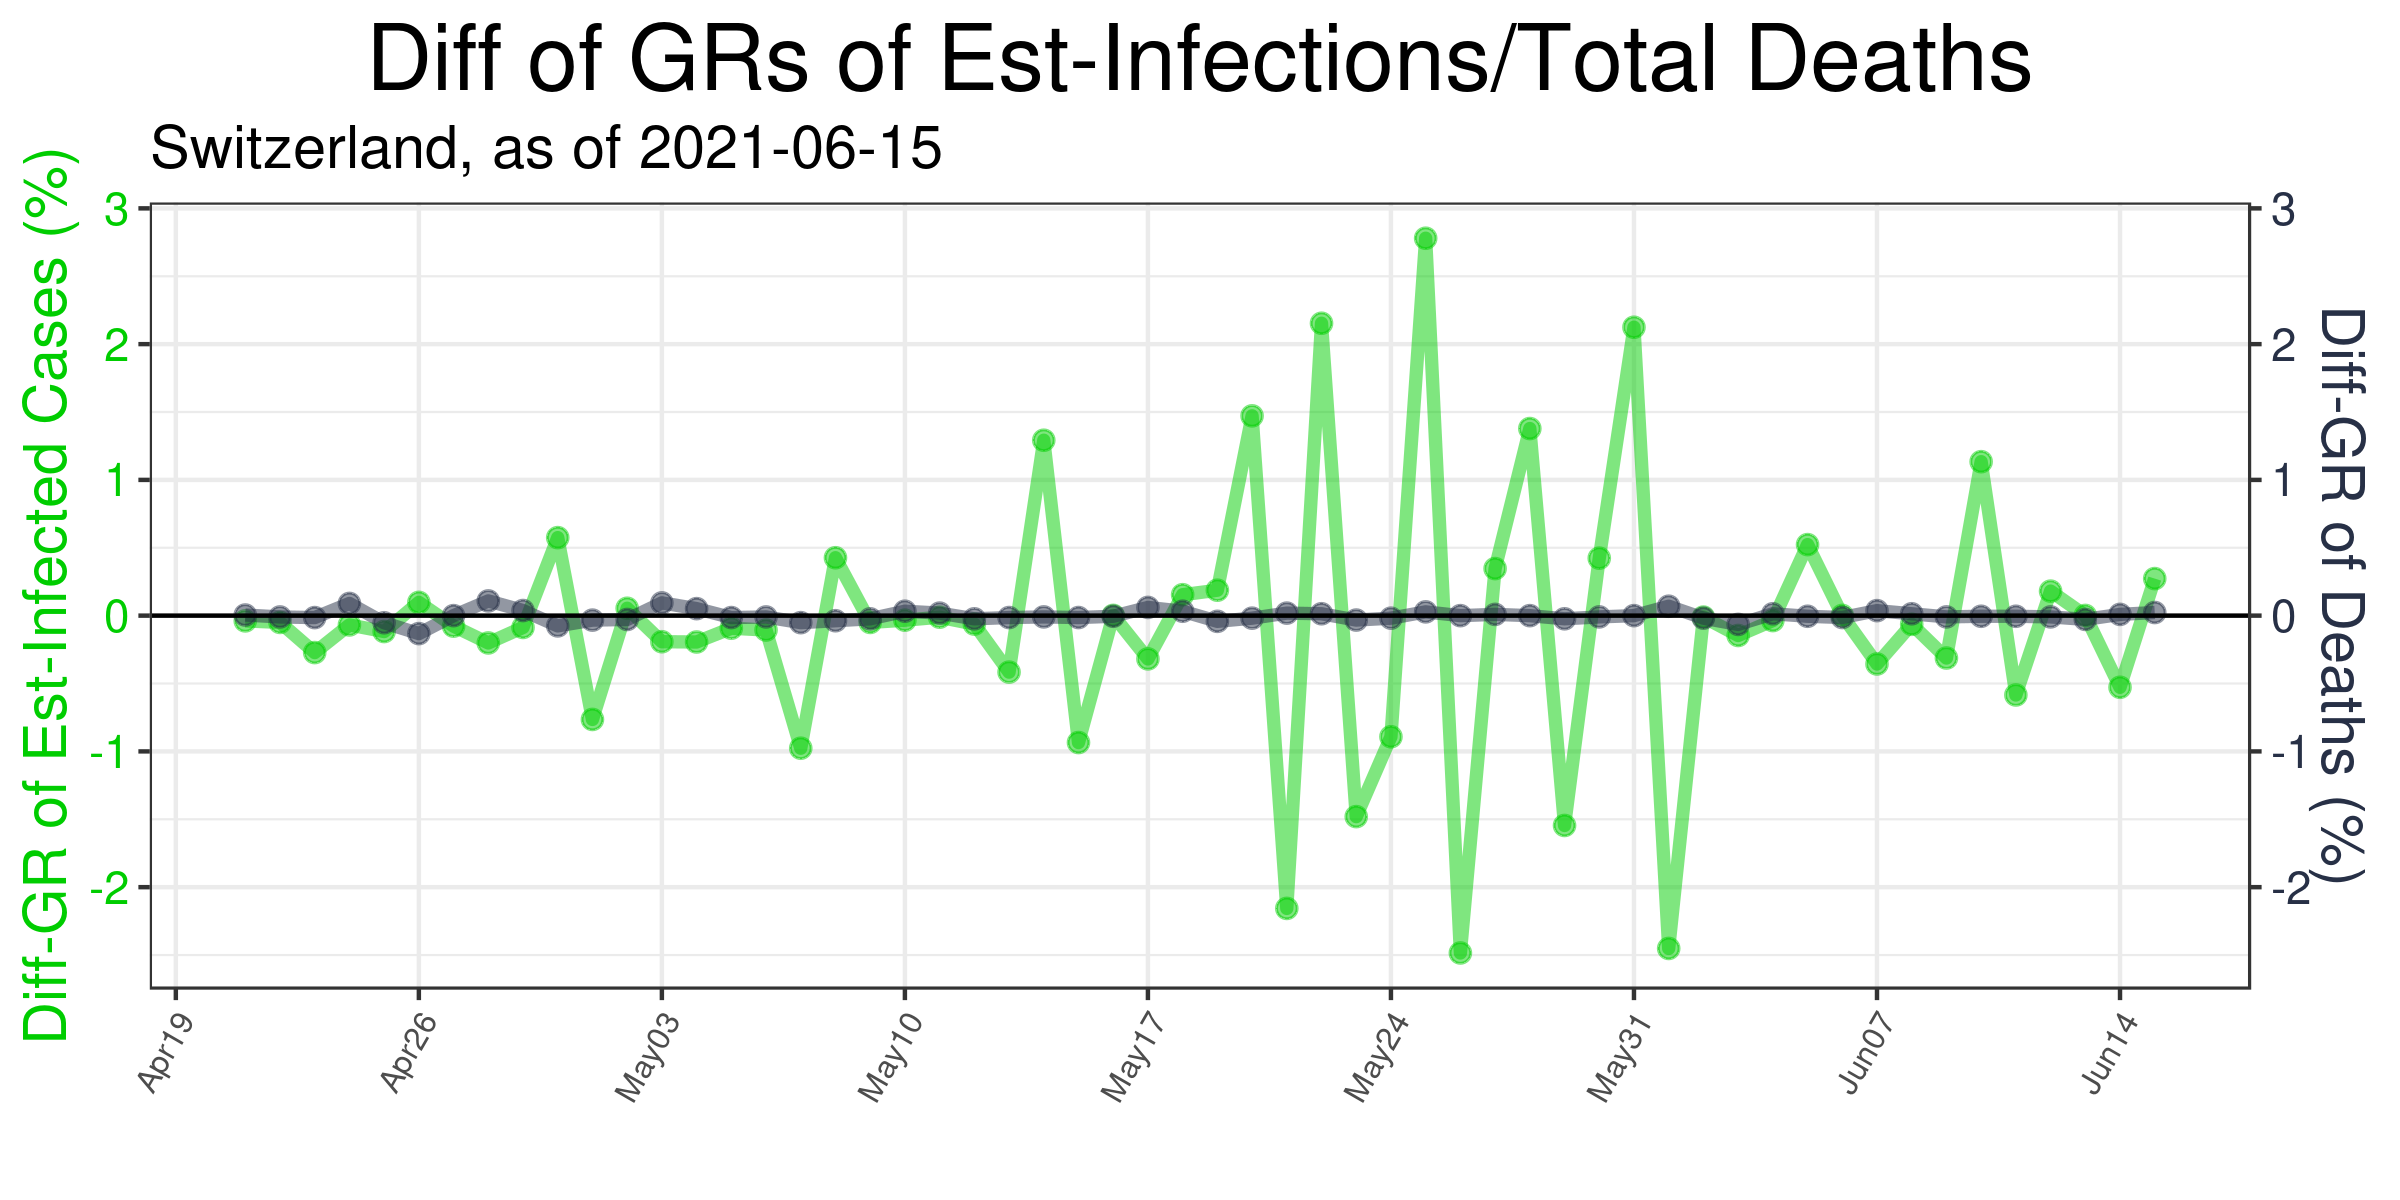 Diff of GRs of Est-Infections/Total Deaths
Switzerland, as of 2021-06-15
Diff-GR of Est-Infected Cases (%)
3
2
1
0
-1
-2
3
2
1
0
-1
-2
Diff-GR of Deaths (%)
Apr19
Apr26
May03
May10
May17
May24
May31
Jun07
Jun14